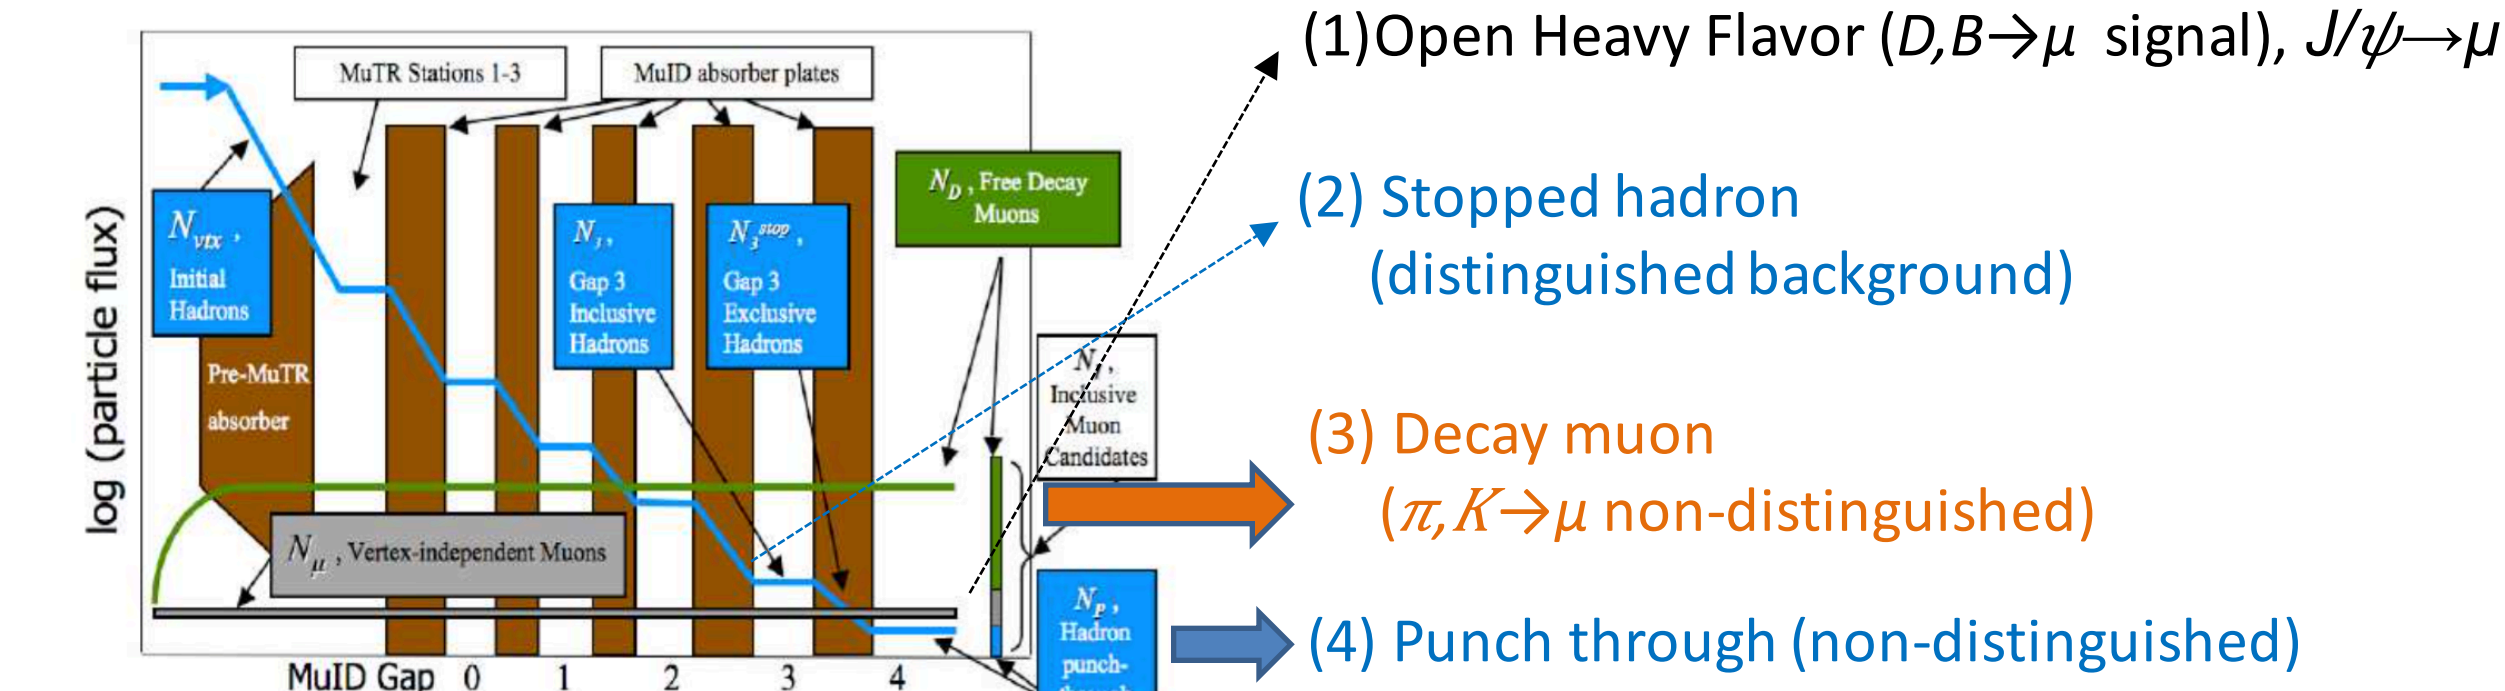 (1)Open Heavy Flavor (D,B→μ signal), J/ψ→μ
MuTR Stations 1-3
MuID absorber plates
N_D , Free Decay
Muons
(2) Stopped hadron
(distinguished background)
N_vtx ,
Initial
Hadrons
N_3,
Gap 3
Inclusive
Hadrons
N_3^stop ,
Gap 3
Exclusive
Hadrons
log (particle flux)
Pre-MuTR
absorber
Inclusive
Muon
Candidates
(3) Decay muon
(π,K→μ non-distinguished)
N_μ , Vertex-independent Muons
N_P ,
Hadron
punch-
(4) Punch through (non-distinguished)
MuID Gap 0 1 2 3 4